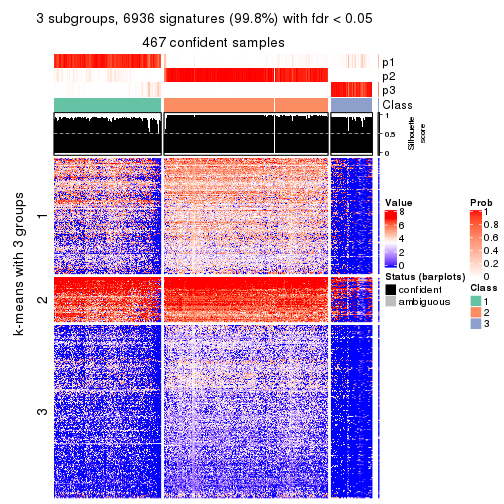 3 subgroups, 6936 signatures (99.8%) with fdr < 0.05
467 confident samples
p1
p2
p3
Class
1
0.5
0
Silhouette
score
k-means with 3 groups
1
2
3
Value
8
6
4
2
0
Status (barplots)
confident
ambiguous
Prob
1
0.8
0.6
0.4
0.2
0
Class
1
2
3